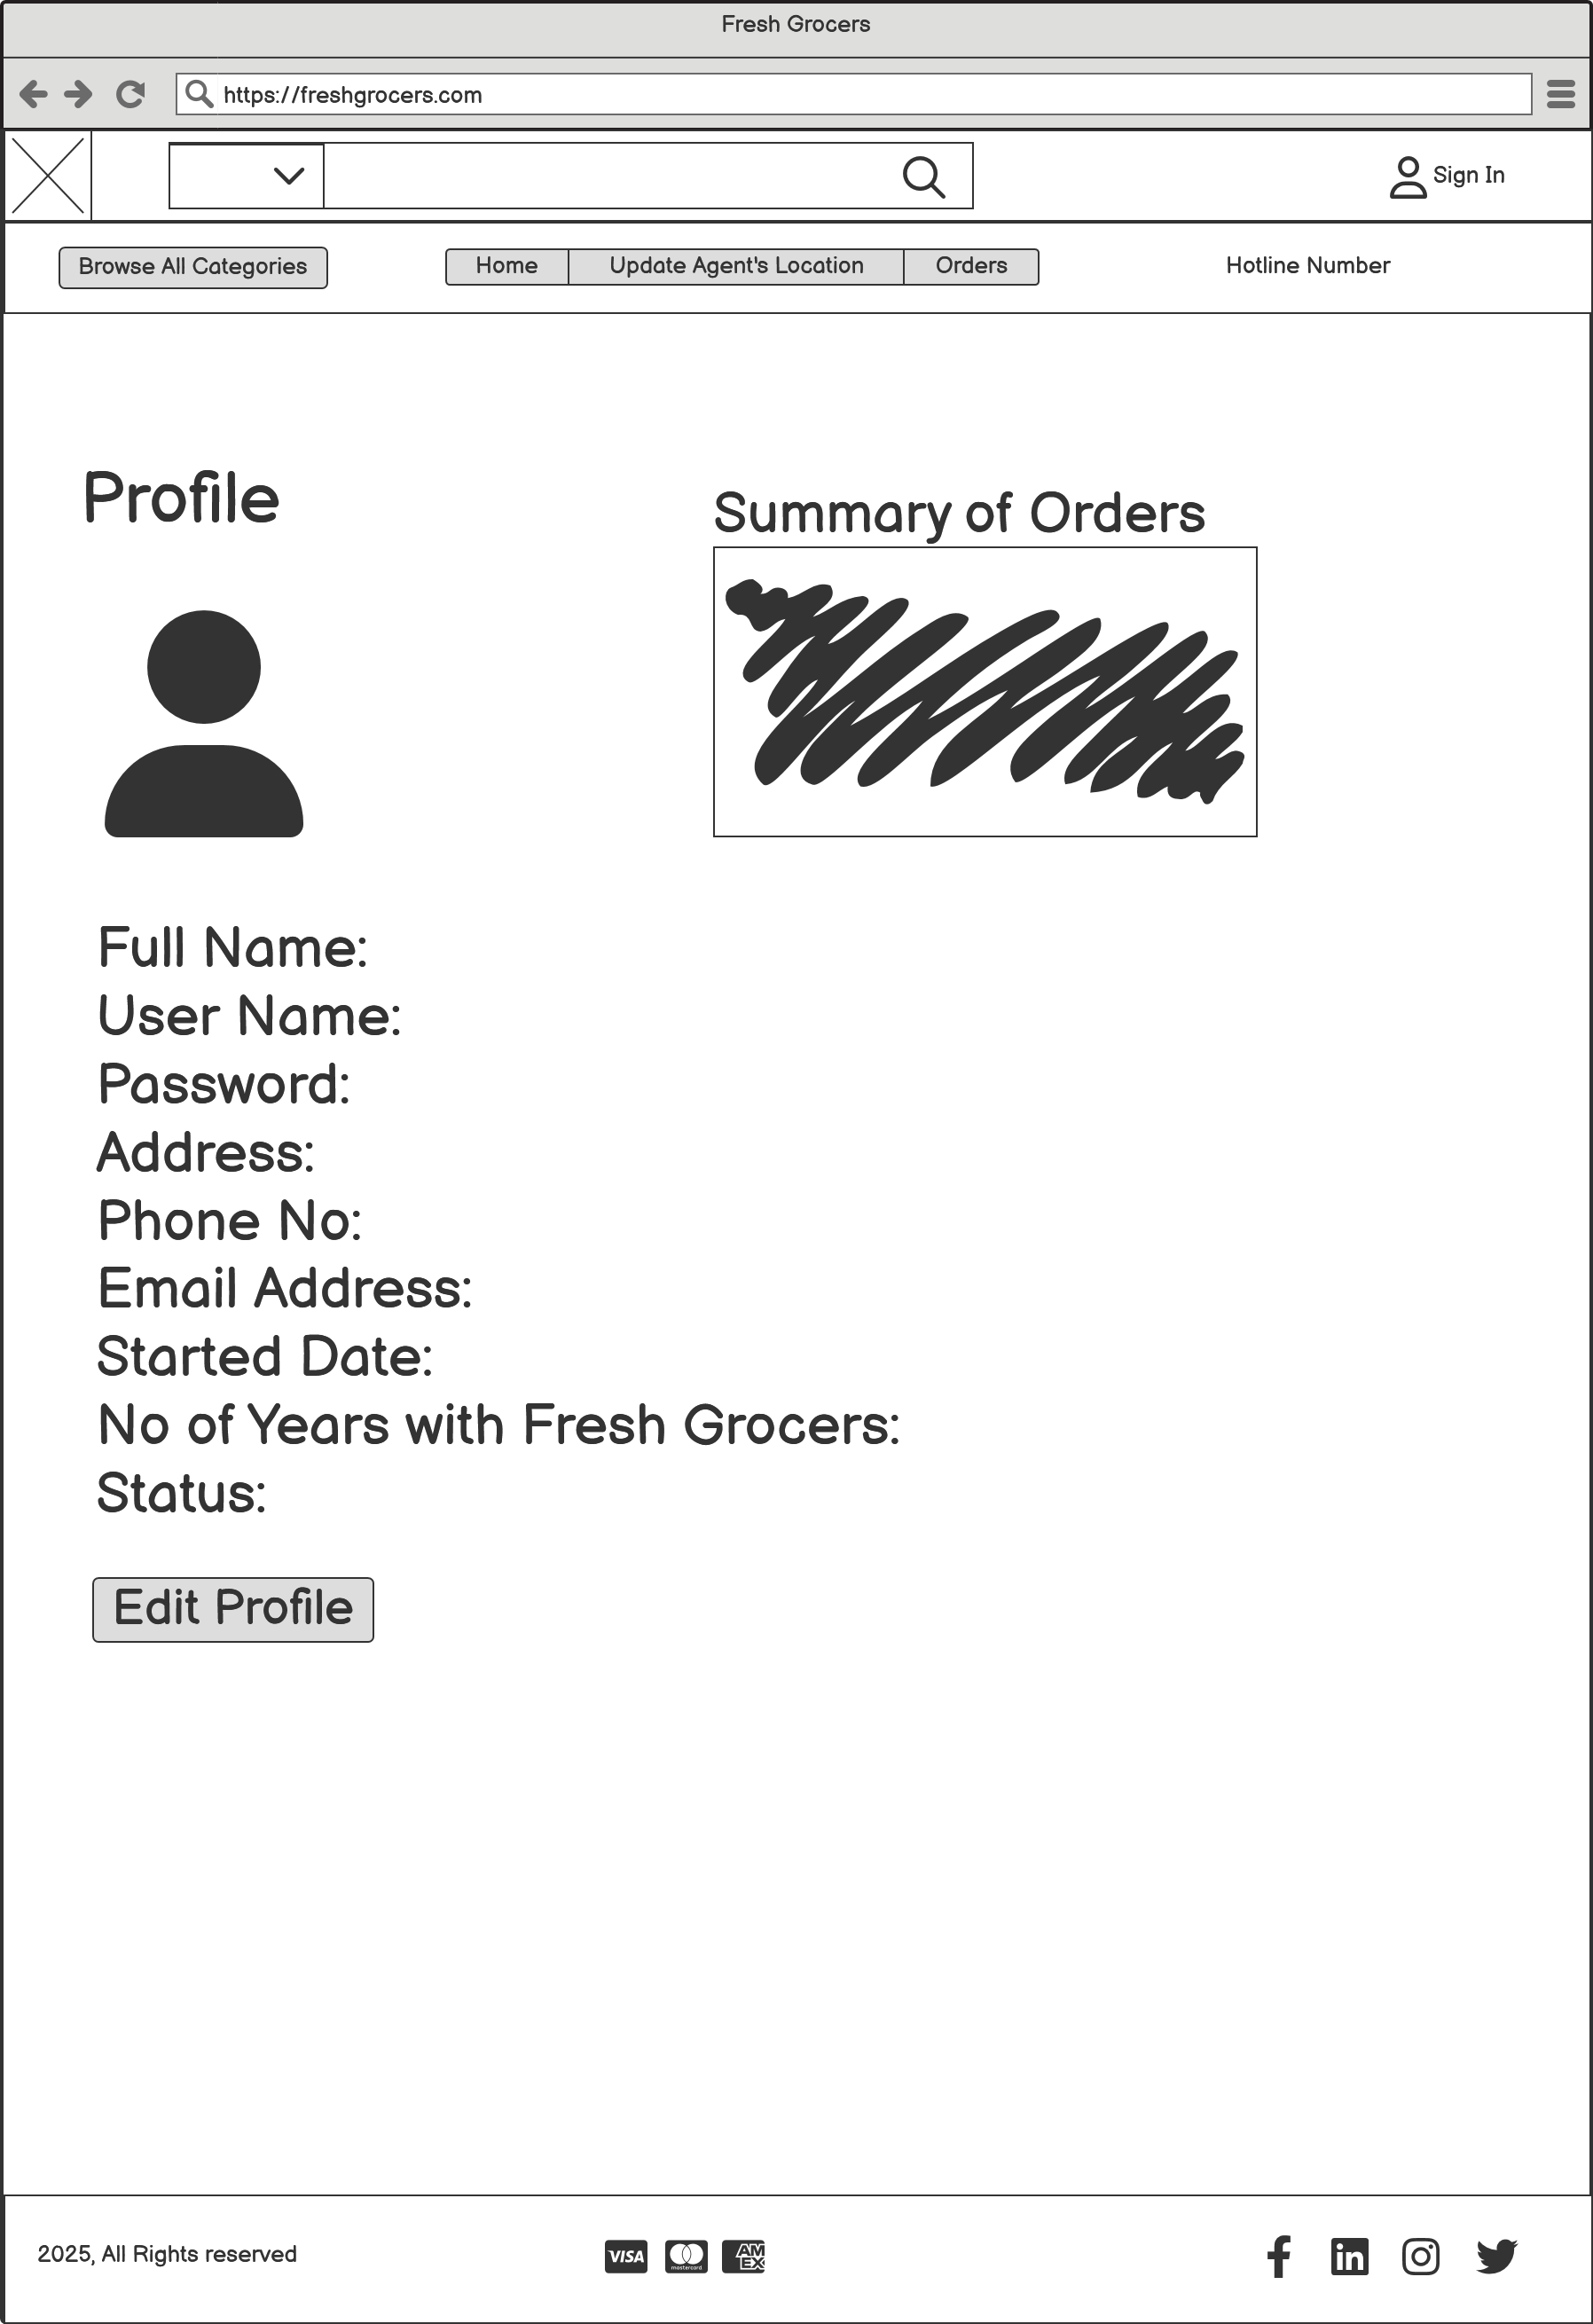 Fresh Grocers
https://freshgrocers.com
Sign In
Browse All Categories
Home
Update Agent's Location
Orders
Hotline Number
Profile
Summary of Orders
Full Name:
User Name:
Password:
Address:
Phone No:
Email Address:
Started Date:
No of Years with Fresh Grocers:
Status:
Edit Profile
2025, All Rights reserved
VISA
mastercard
AM
EX
in